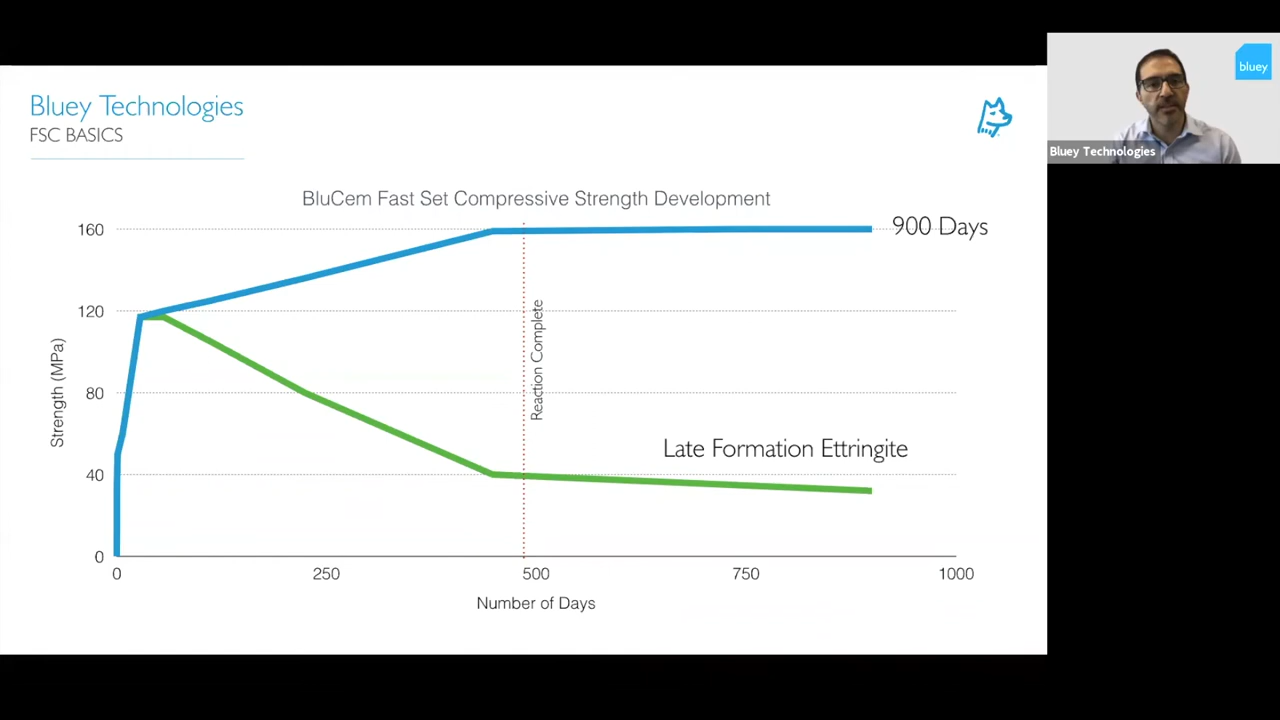 Bluey Technologies
FSC BASICS
bluey
Bluey Technologies
BluCem Fast Set Compressive Strength Development
160
900 Days
120
Reaction Complete
Strength (MPa)
80
Late Formation Ettringite
40
0
0
250
500
750
1000
Number of Days